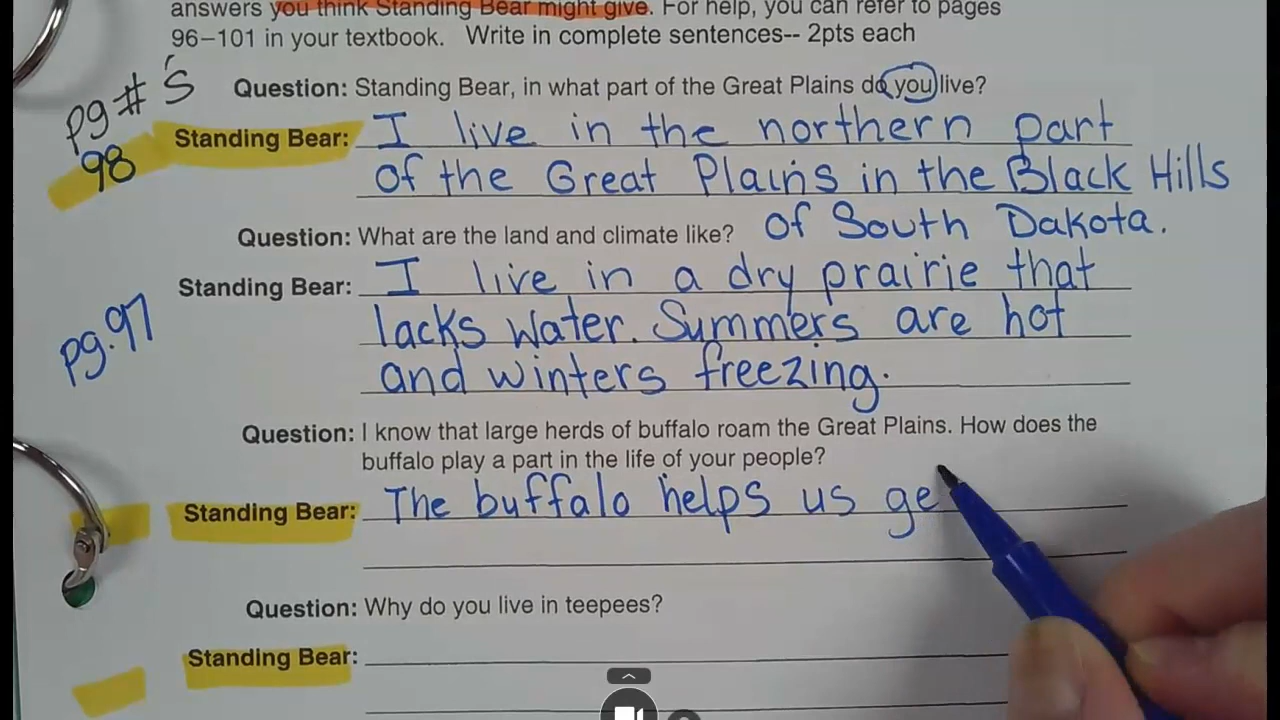 answers you think Standing Bear might give. For help, you can refer to pages
96–101 in your textbook. Write in complete sentences-- 2pts each
pg #'s
Question: Standing Bear, in what part of the Great Plains do you live?
98
Standing Bear: I live in the northern part
of the Great Plains in the Black Hills
of South Dakota.
Question: What are the land and climate like?
pg. 97
Standing Bear: I live in a dry prairie that
lacks water. Summers are hot
and winters freezing.
Question: I know that large herds of buffalo roam the Great Plains. How does the
buffalo play a part in the life of your people?
Standing Bear: The buffalo helps us ge
Question: Why do you live in teepees?
Standing Bear: